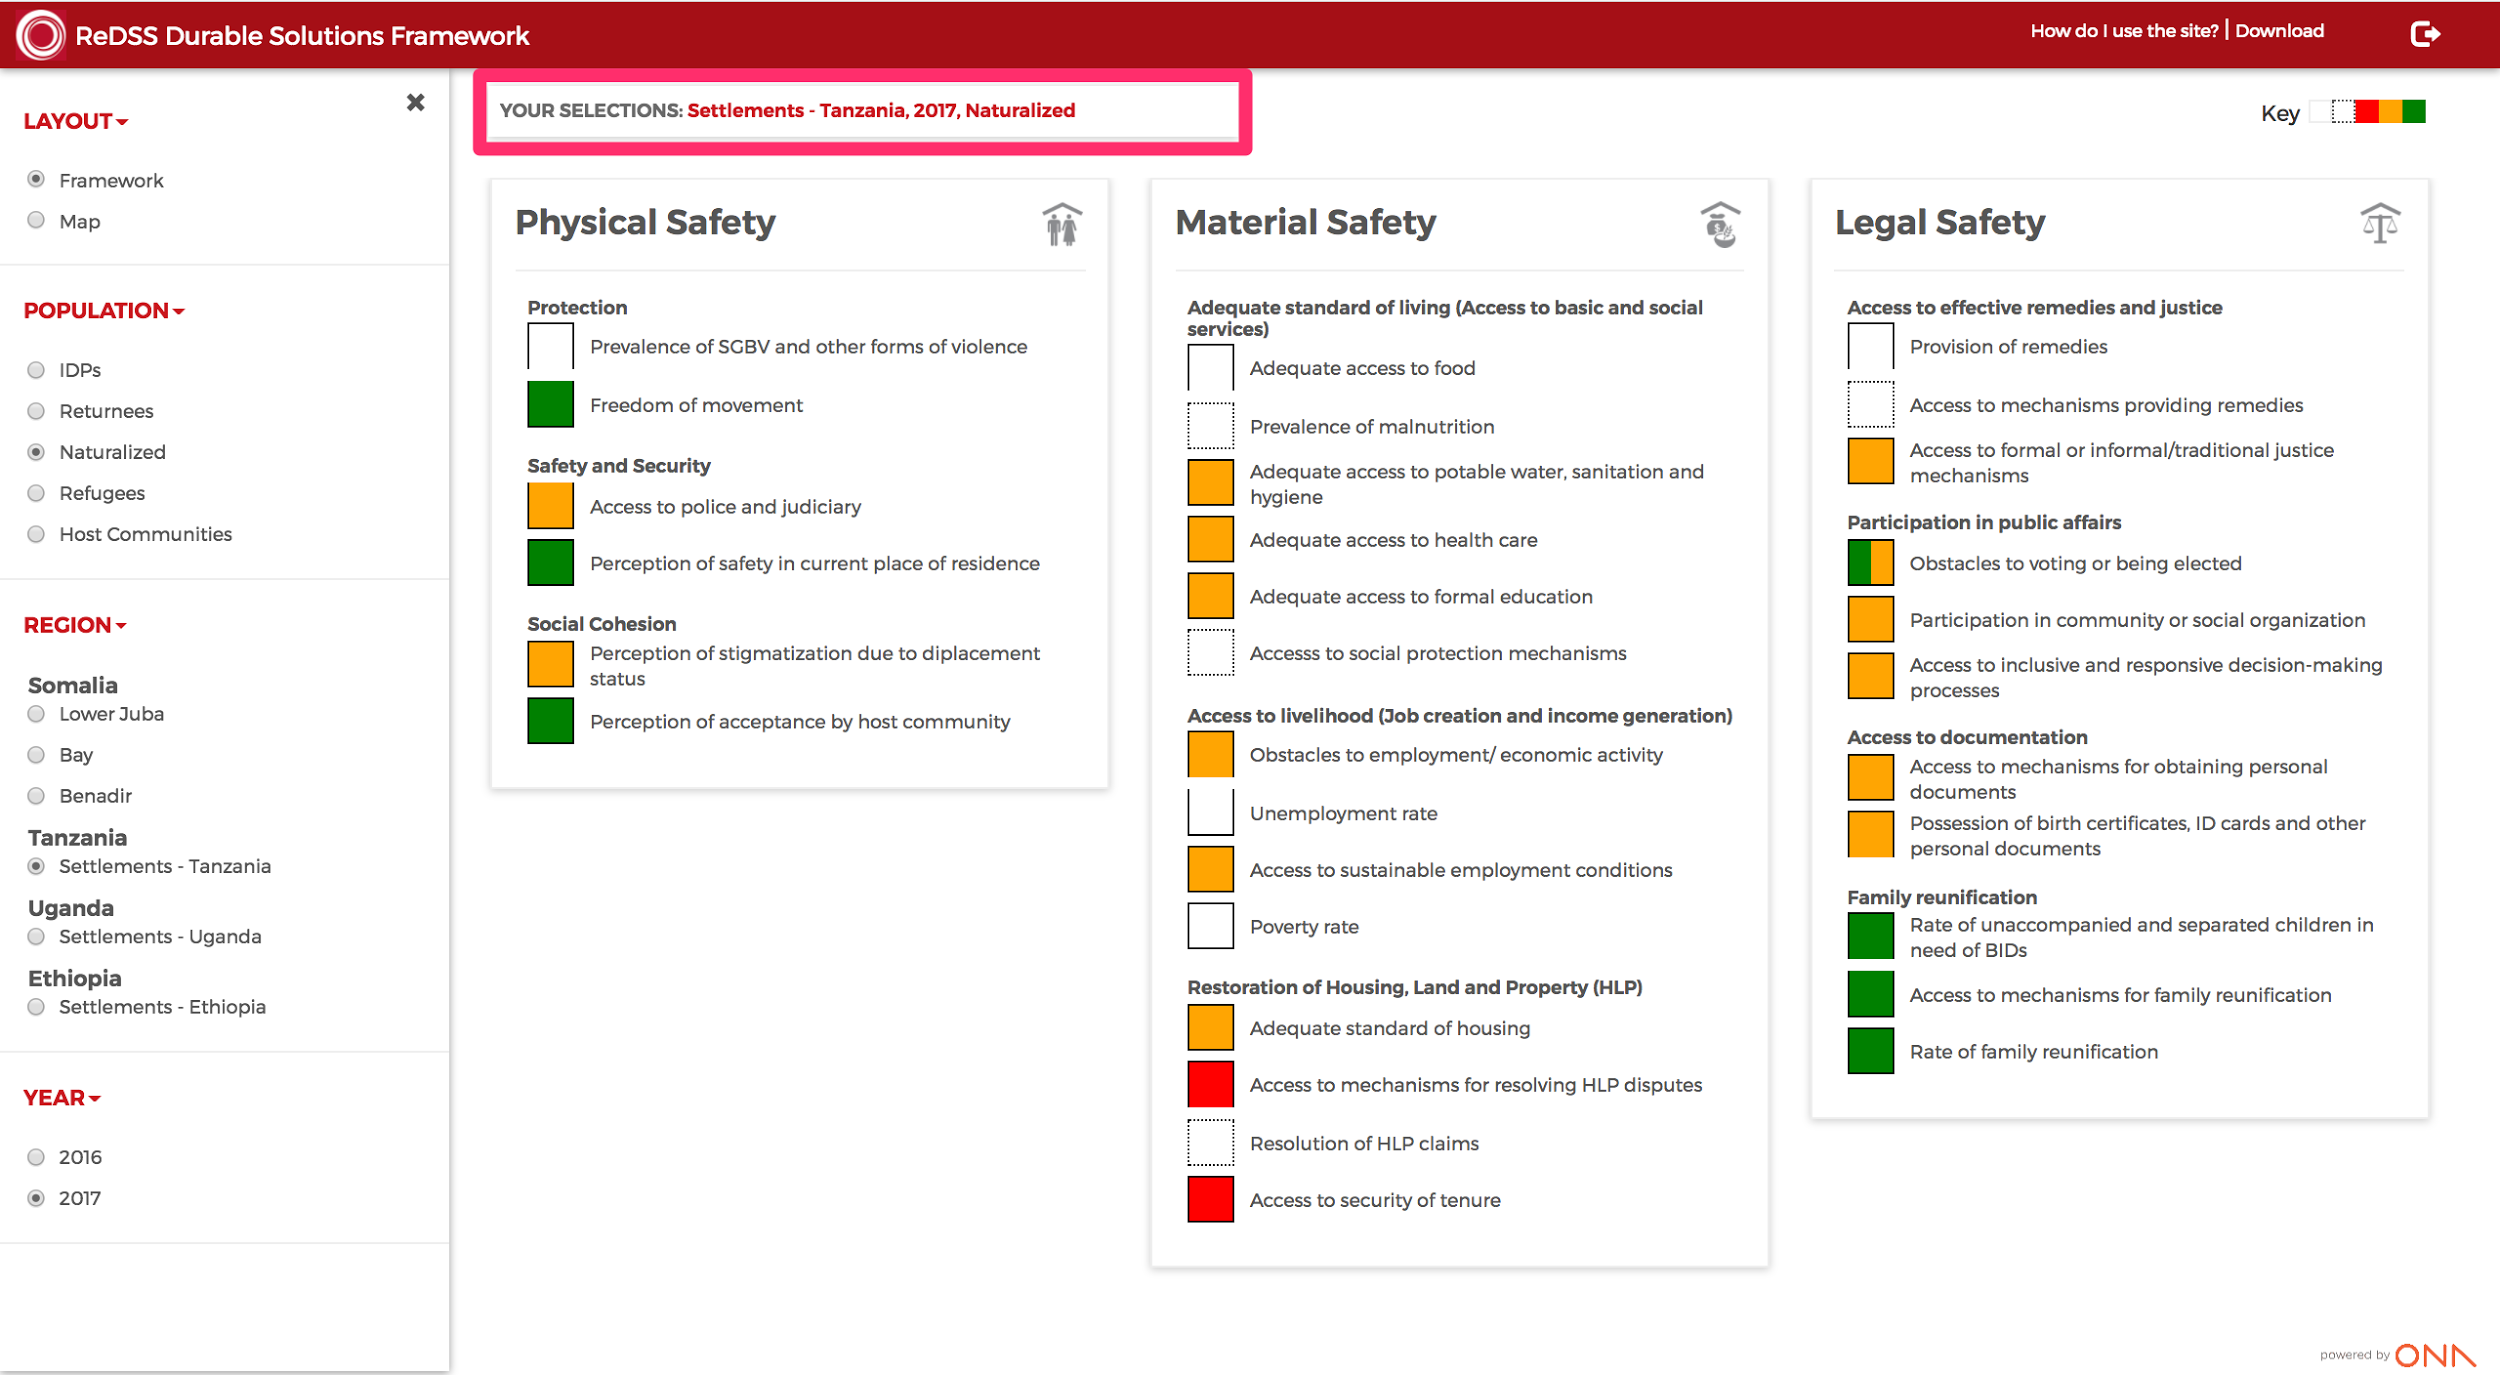 ReDSS Durable Solutions Framework
How do I use the site? | Download
LAYOUT
Framework
Map
POPULATION
IDPs
Returnees
Naturalized
Refugees
Host Communities
REGION
Somalia
Lower Juba
Bay
Benadir
Tanzania
Settlements - Tanzania
Uganda
Settlements - Uganda
Ethiopia
Settlements - Ethiopia
YEAR
2016
2017
YOUR SELECTIONS: Settlements - Tanzania, 2017, Naturalized
Key
Physical Safety
Protection
Prevalence of SGBV and other forms of violence
Freedom of movement
Safety and Security
Access to police and judiciary
Perception of safety in current place of residence
Social Cohesion
Perception of stigmatization due to diplacement
status
Perception of acceptance by host community
Material Safety
Adequate standard of living (Access to basic and social
services)
Adequate access to food
Prevalence of malnutrition
Adequate access to potable water, sanitation and
hygiene
Adequate access to health care
Adequate access to formal education
Accesss to social protection mechanisms
Access to livelihood (Job creation and income generation)
Obstacles to employment/ economic activity
Unemployment rate
Access to sustainable employment conditions
Poverty rate
Restoration of Housing, Land and Property (HLP)
Adequate standard of housing
Access to mechanisms for resolving HLP disputes
Resolution of HLP claims
Access to security of tenure
Legal Safety
Access to effective remedies and justice
Provision of remedies
Access to mechanisms providing remedies
Access to formal or informal/traditional justice
mechanisms
Participation in public affairs
Obstacles to voting or being elected
Participation in community or social organization
Access to inclusive and responsive decision-making
processes
Access to documentation
Access to mechanisms for obtaining personal
documents
Possession of birth certificates, ID cards and other
personal documents
Family reunification
Rate of unaccompanied and separated children in
need of BIDs
Access to mechanisms for family reunification
Rate of family reunification
powered by ONA